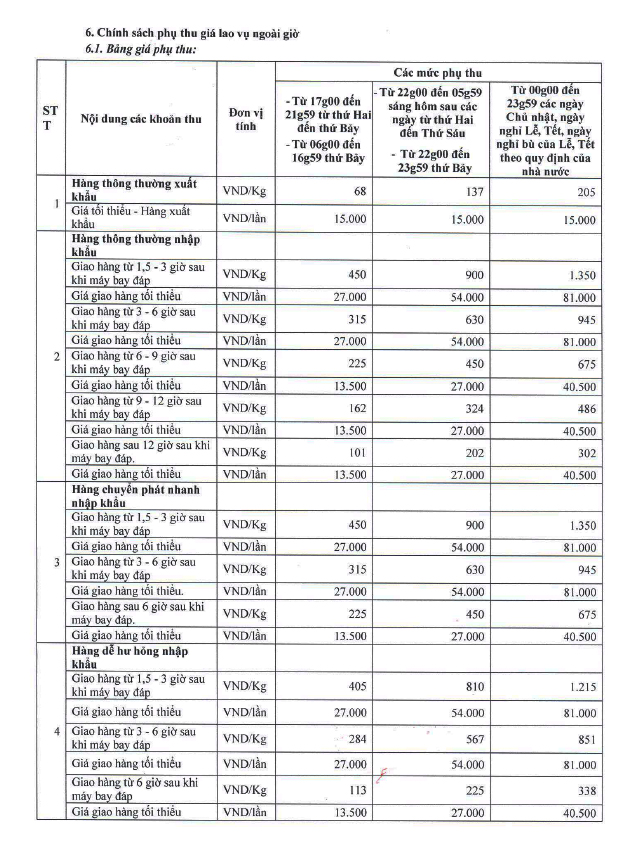 6. Chính sách phụ thu giá lao vụ ngoài giờ
6.1. Bảng giá phụ thu:
ST
T
Nội dung các khoản thu
Đơn vị
tính
Các mức phụ thu
- Từ 17g00 đến
21g59 từ thứ Hai
đến thứ Bảy
- Từ 06g00 đến
16g59 thứ Bảy
- Từ 22g00 đến 05g59
sáng hôm sau các
ngày từ thứ Hai
đến Thứ Sáu
- Từ 22g00 đến
23g59 thứ Bảy
Từ 00g00 đến
23g59 các ngày
Chủ nhật, ngày
nghỉ Lễ, Tết, ngày
nghỉ bù của Lễ, Tết
theo quy định của
nhà nước
1
Hàng thông thường xuất
khẩu
VND/Kg 68 137 205
Giá tối thiểu - Hàng xuất
khẩu
VND/lần 15.000 15.000 15.000
2
Hàng thông thường nhập
khẩu
Giao hàng từ 1,5 - 3 giờ sau
khi máy bay đáp
VND/Kg 450 900 1.350
Giá giao hàng tối thiểu VND/lần 27.000 54.000 81.000
Giao hàng từ 3 - 6 giờ sau
khi máy bay đáp
VND/Kg 315 630 945
Giá giao hàng tối thiểu VND/lần 27.000 54.000 81.000
Giao hàng từ 6 - 9 giờ sau
khi máy bay đáp
VND/Kg 225 450 675
Giá giao hàng tối thiểu VND/lần 13.500 27.000 40.500
Giao hàng từ 9 - 12 giờ sau
khi máy bay đáp
VND/Kg 162 324 486
Giá giao hàng tối thiểu VND/lần 13.500 27.000 40.500
Giao hàng sau 12 giờ sau khi
máy bay đáp.
VND/Kg 101 202 302
Giá giao hàng tối thiểu VND/lần 13.500 27.000 40.500
3
Hàng chuyển phát nhanh
nhập khẩu
Giao hàng từ 1,5 - 3 giờ sau
khi máy bay đáp
VND/Kg 450 900 1.350
Giá giao hàng tối thiểu VND/lần 27.000 54.000 81.000
Giao hàng từ 3 - 6 giờ sau
khi máy bay đáp
VND/Kg 315 630 945
Giá giao hàng tối thiểu. VND/lần 27.000 54.000 81.000
Giao hàng sau 6 giờ sau khi
máy bay đáp.
VND/Kg 225 450 675
Giá giao hàng tối thiểu VND/lần 13.500 27.000 40.500
4
Hàng dễ hư hỏng nhập
khẩu
Giao hàng từ 1,5 - 3 giờ sau
khi máy bay đáp
VND/Kg 405 810 1.215
Giá giao hàng tối thiểu VND/lần 27.000 54.000 81.000
Giao hàng từ 3 - 6 giờ sau
khi máy bay đáp
VND/Kg 284 567 851
Giá giao hàng tối thiểu VND/lần 27.000 54.000 81.000
Giao hàng từ 6 giờ sau khi
máy bay đáp
VND/Kg 113 225 338
Giá giao hàng tối thiểu VND/lần 13.500 27.000 40.500